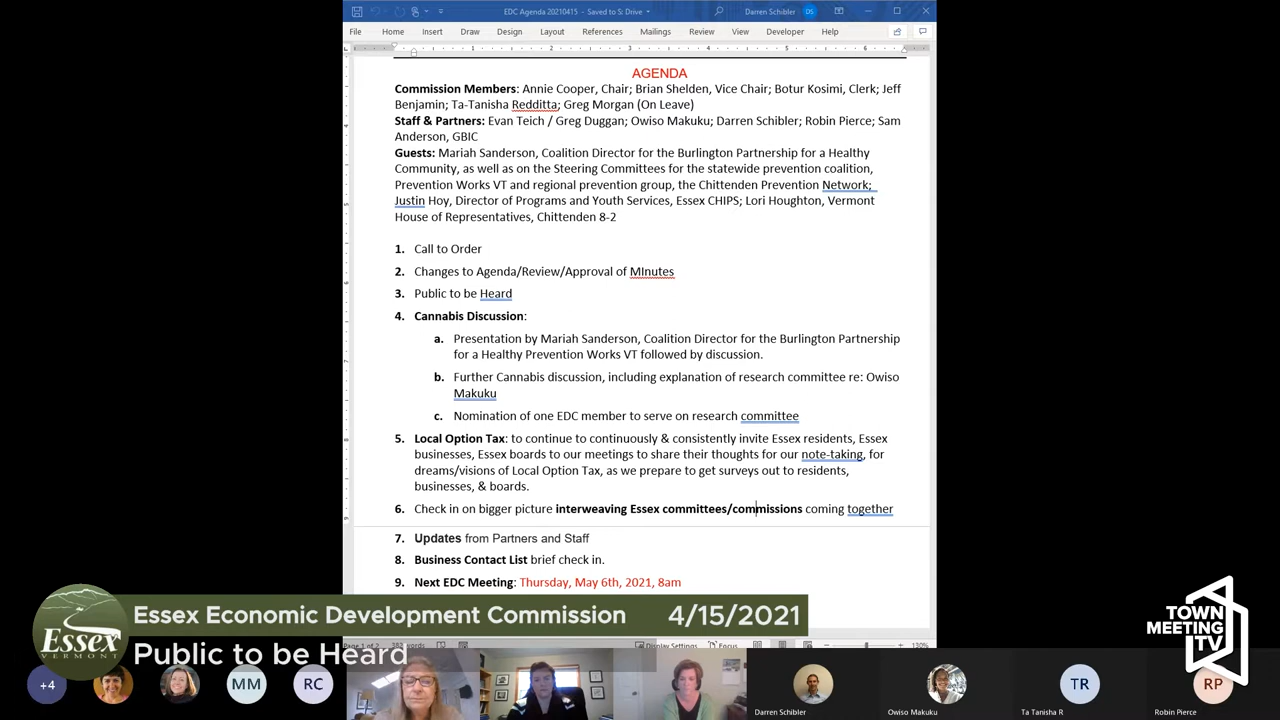 EDC Agenda 20210415 - Saved to S: Drive
Darren Schibler
DS
File Home Insert Draw Design Layout References Mailings Review View Developer Help
AGENDA
Commission Members: Annie Cooper, Chair; Brian Shelden, Vice Chair; Botur Kosimi, Clerk; Jeff
Benjamin; Ta-Tanisha Redditta; Greg Morgan (On Leave)
Staff & Partners: Evan Teich / Greg Duggan; Owiso Makuku; Darren Schibler; Robin Pierce; Sam
Anderson, GBIC
Guests: Mariah Sanderson, Coalition Director for the Burlington Partnership for a Healthy
Community, as well as on the Steering Committees for the statewide prevention coalition,
Prevention Works VT and regional prevention group, the Chittenden Prevention Network;
Justin Hoy, Director of Programs and Youth Services, Essex CHIPS; Lori Houghton, Vermont
House of Representatives, Chittenden 8-2
1. Call to Order
2. Changes to Agenda/Review/Approval of MInutes
3. Public to be Heard
4. Cannabis Discussion:
a. Presentation by Mariah Sanderson, Coalition Director for the Burlington Partnership
for a Healthy Prevention Works VT followed by discussion.
b. Further Cannabis discussion, including explanation of research committee re: Owiso
Makuku
c. Nomination of one EDC member to serve on research committee
5. Local Option Tax: to continue to continuously & consistently invite Essex residents, Essex
businesses, Essex boards to our meetings to share their thoughts for our note-taking, for
dreams/visions of Local Option Tax, as we prepare to get surveys out to residents,
businesses, & boards.
6. Check in on bigger picture interweaving Essex committees/commissions coming together
7. Updates from Partners and Staff
8. Business Contact List brief check in.
9. Next EDC Meeting: Thursday, May 6th, 2021, 8am
Essex
VERMONT
Essex Economic Development Commission 4/15/2021
Public to be Heard
TOWN
MEETING
TV
Display Settings Focus 130%
+4
MM
RC
TR
RP
Darren Schibler
Owiso Makuku
Ta Tanisha R
Robin Pierce